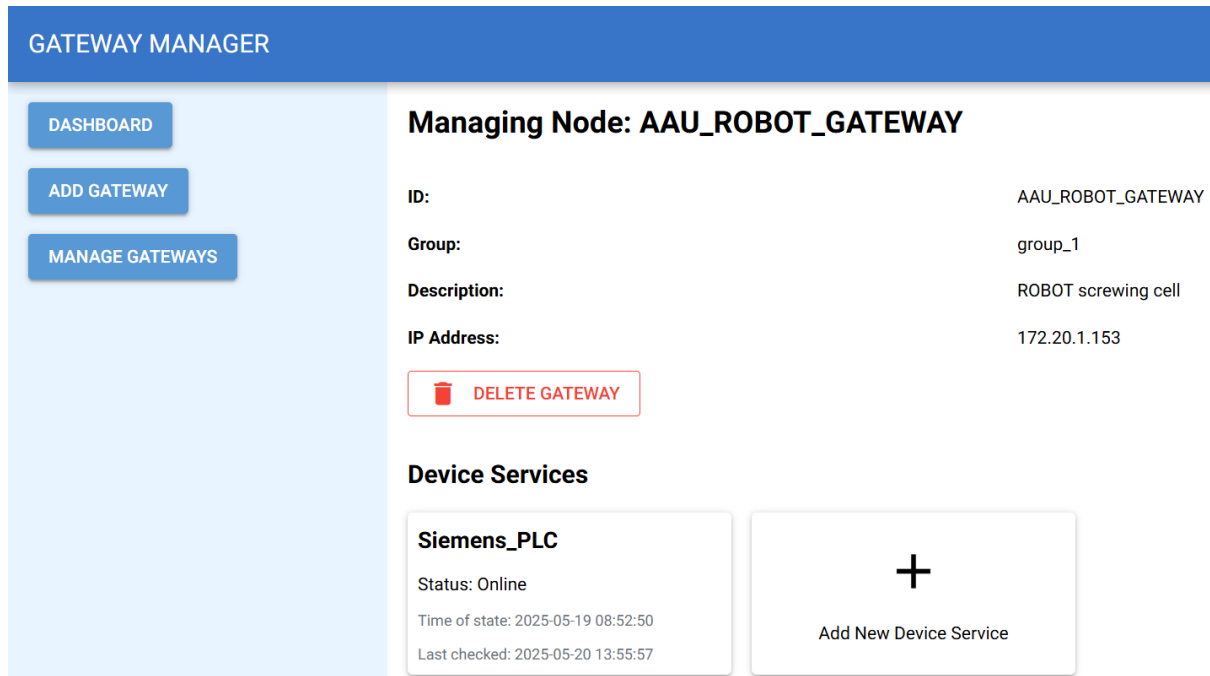 GATEWAY MANAGER
DASHBOARD
ADD GATEWAY
MANAGE GATEWAYS
Managing Node: AAU_ROBOT_GATEWAY
ID: AAU_ROBOT_GATEWAY
Group: group_1
Description: ROBOT screwing cell
IP Address: 172.20.1.153
DELETE GATEWAY
Device Services
Siemens_PLC
Status: Online
Time of state: 2025-05-19 08:52:50
Last checked: 2025-05-20 13:55:57
Add New Device Service